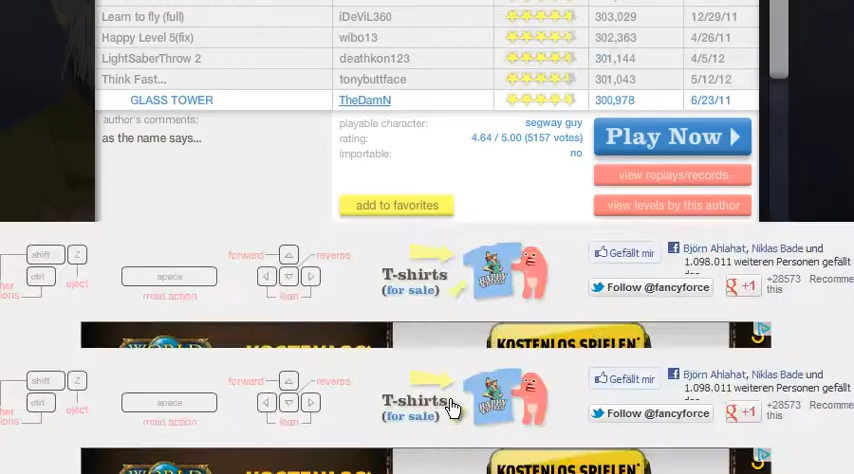 Learn to fly (full) iDeViL360 303,029 12/29/11
Happy Level 5(fix) wibo13 302,363 4/26/11
LightSaberThrow 2 deathkon123 301,144 4/5/12
Think Fast... tonybuttface 301,043 5/12/12
GLASS TOWER TheDamN 300,978 6/23/11
author's comments:
as the name says...
playable character: segway guy
rating: 4.64 / 5.00 (5157 votes)
importable: no
Play Now
view replays/records
add to favorites
view levels by this author
shift Z
ctrl eject
space
main action
forward reverse
lean
T-shirts
(for sale)
Gefällt mir
Björn Ahlahat, Niklas Bade und
1.098.011 weiteren Personen gefällt
Follow @fancyforce
+1
+28573 Recomme
this
KOSTENLOS SPIELEN
shift Z
ctrl eject
space
main action
forward reverse
lean
T-shirts
(for sale)
Gefällt mir
Björn Ahlahat, Niklas Bade und
1.098.011 weiteren Personen gefällt
Follow @fancyforce
+1
+28573 Recomme
this
KOSTENLOS SPIELEN